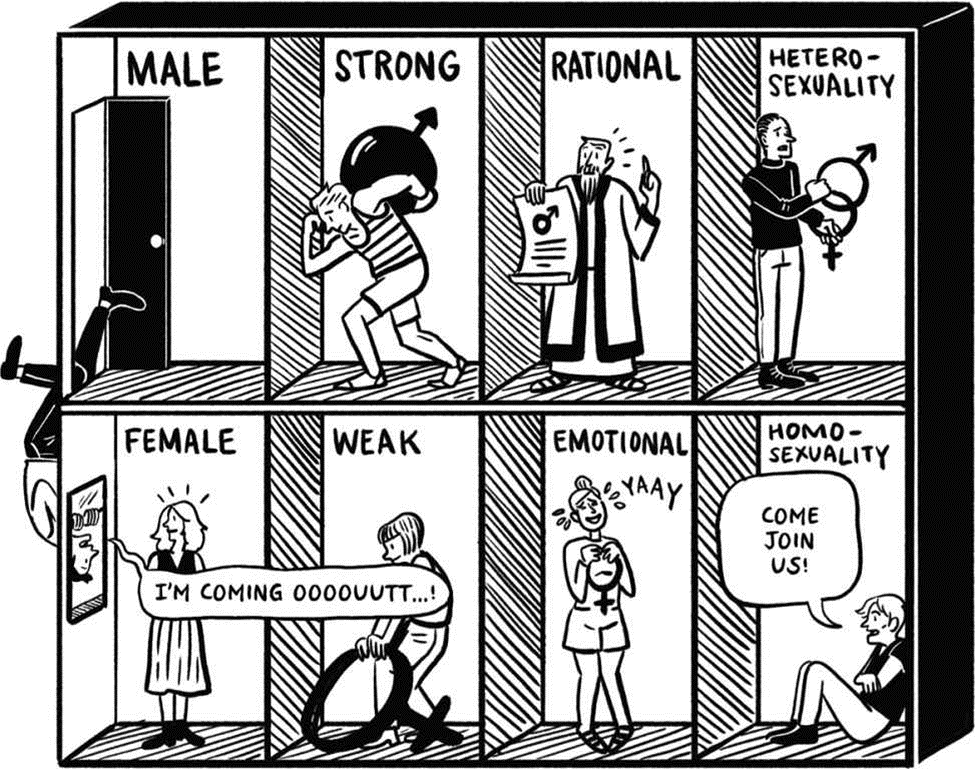 MALE
STRONG
RATIONAL
HETERO-
SEXUALITY
FEMALE
WEAK
EMOTIONAL
YAAY
HOMO-
SEXUALITY
COME
JOIN
US!
I'M COMING OOOOUUTT...!